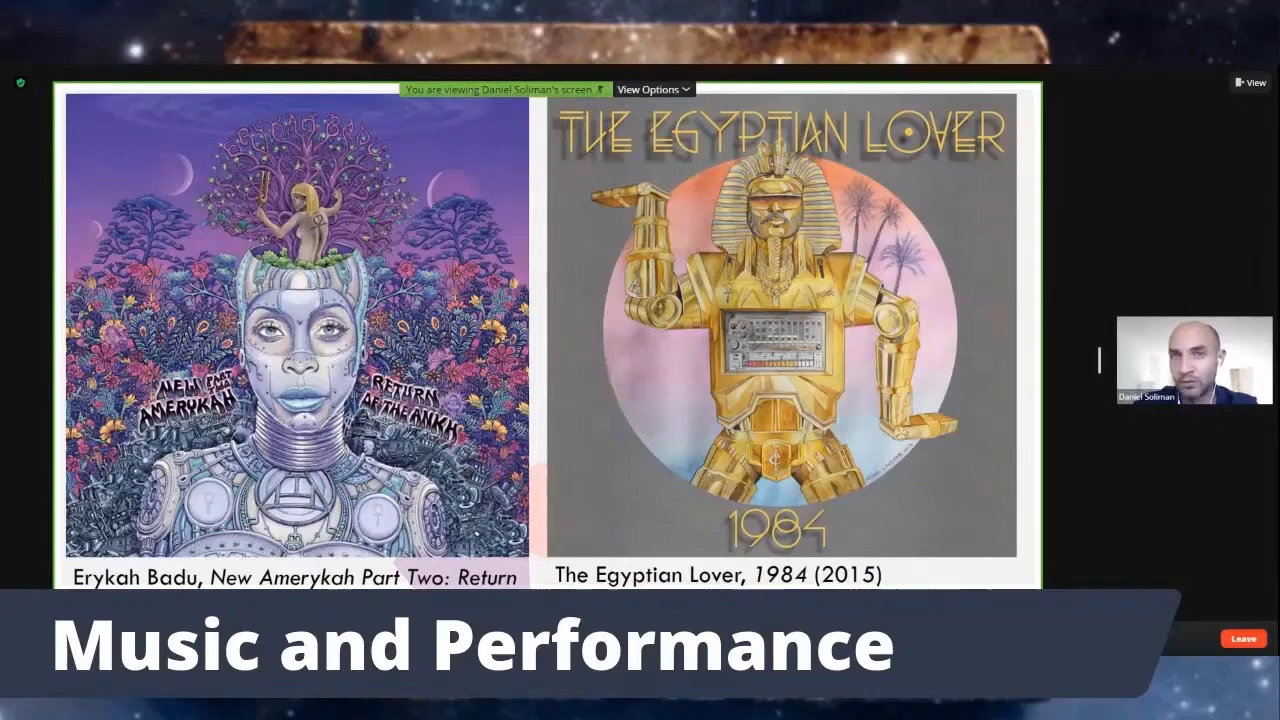 You are viewing Daniel Soliman's screen
View Options
View
ERYKAH BADU
THE EGYPTIAN LOVER
NEW AMERYKAH
PART TWO
RETURN
OF THE ANKH
1984
Daniel Soliman
Erykah Badu, New Amerykah Part Two: Return
The Egyptian Lover, 1984 (2015)
Music and Performance
Leave